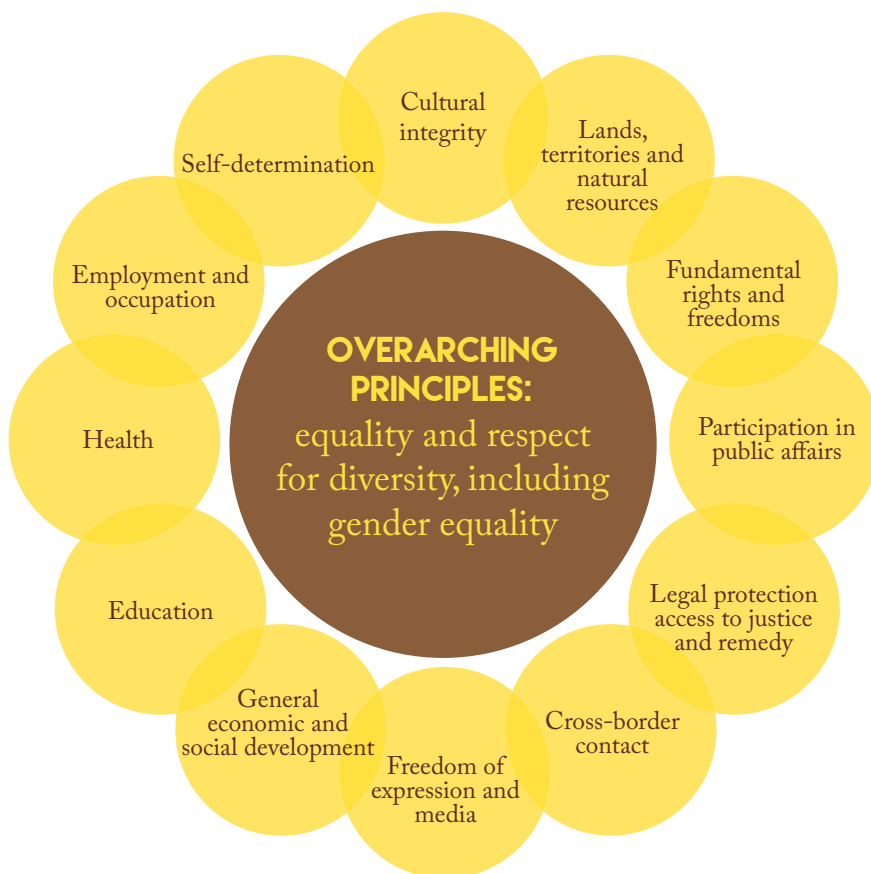 Cultural
integrity
Lands,
territories and
natural
resources
Fundamental
rights and
freedoms
Participation in
public affairs
Legal protection
access to justice
and remedy
Cross-border
contact
Freedom of
expression and
media
General
economic and
social development
Education
Health
Employment and
occupation
Self-determination
OVERARCHING
PRINCIPLES:
equality and respect
for diversity, including
gender equality